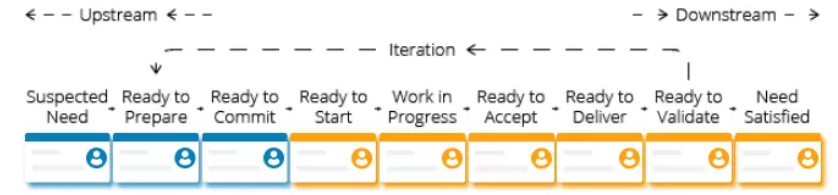 Upstream
Downstream
Iteration
Suspected Need
Ready to Prepare
Ready to Commit
Ready to Start
Work in Progress
Ready to Accept
Ready to Deliver
Ready to Validate
Need Satisfied